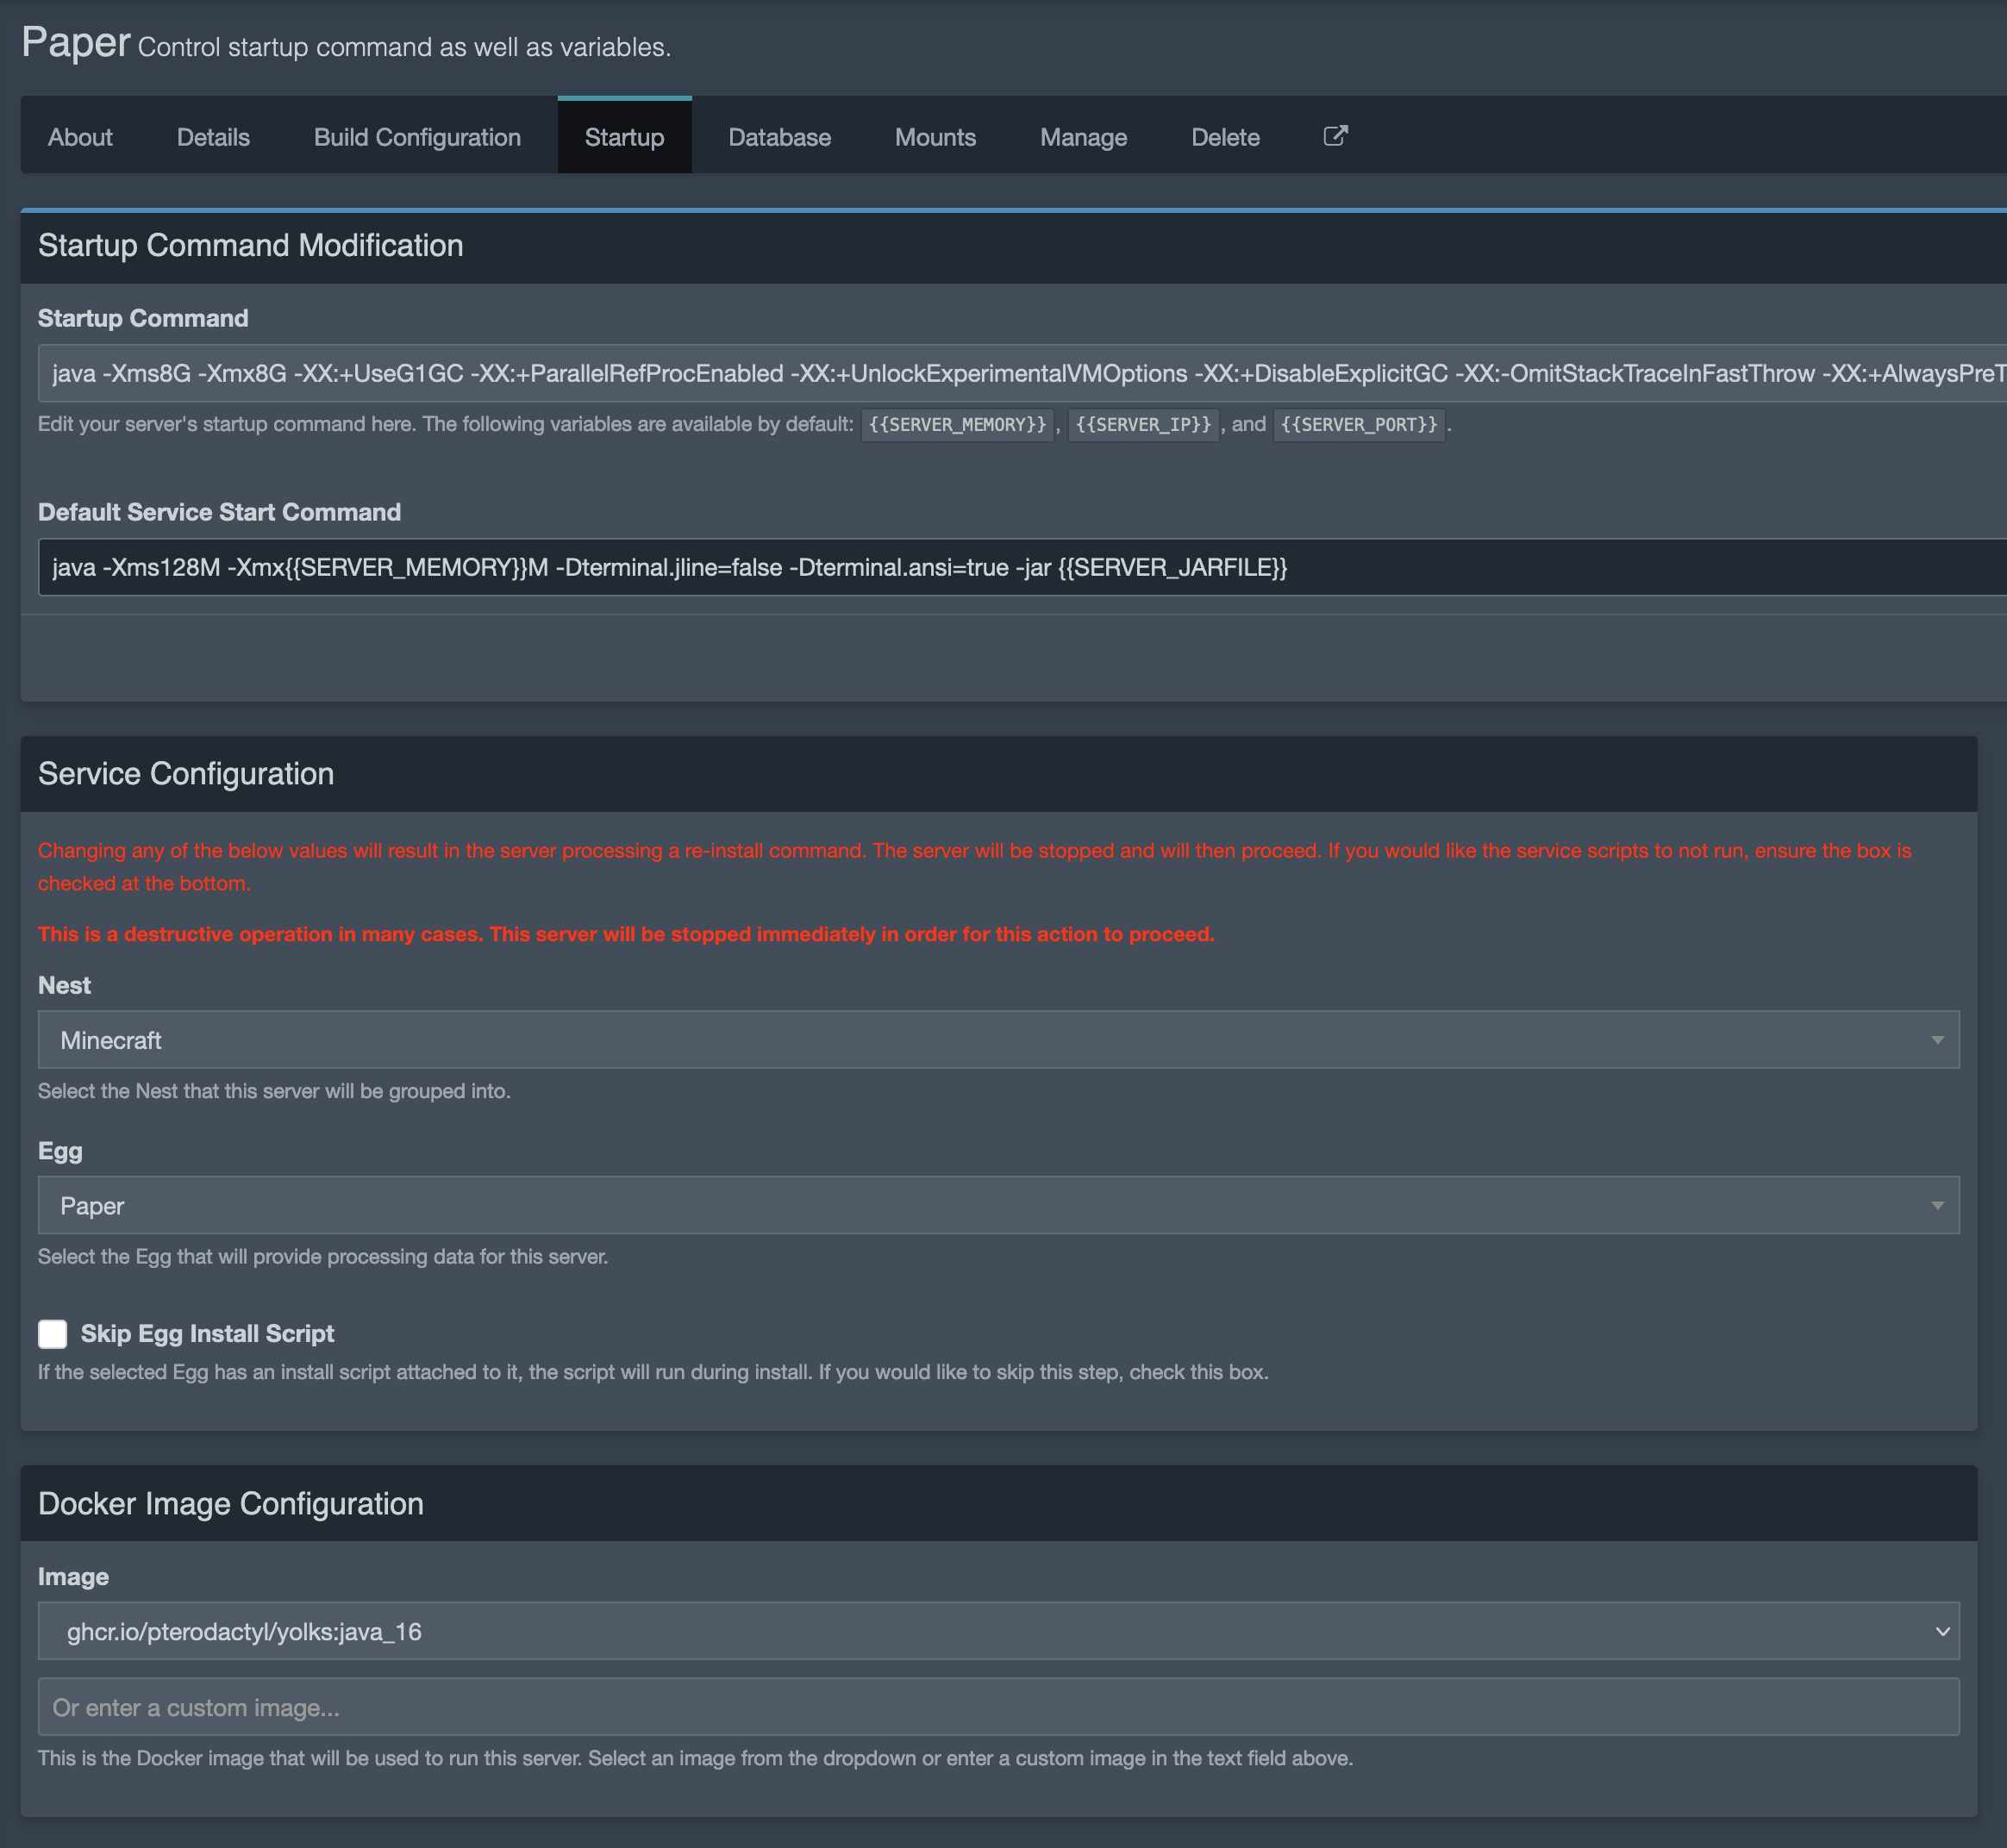 Paper Control startup command as well as variables.
About Details Build Configuration Startup Database Mounts Manage Delete
Startup Command Modification
Startup Command
java -Xms8G -Xmx8G -XX:+UseG1GC -XX:+ParallelRefProcEnabled -XX:+UnlockExperimentalVMOptions -XX:+DisableExplicitGC -XX:-OmitStackTraceInFastThrow -XX:+AlwaysPreT
Edit your server's startup command here. The following variables are available by default: {{SERVER_MEMORY}}, {{SERVER_IP}}, and {{SERVER_PORT}}.
Default Service Start Command
java -Xms128M -Xmx{{SERVER_MEMORY}}M -Dterminal.jline=false -Dterminal.ansi=true -jar {{SERVER_JARFILE}}
Service Configuration
Changing any of the below values will result in the server processing a re-install command. The server will be stopped and will then proceed. If you would like the service scripts to not run, ensure the box is
checked at the bottom.
This is a destructive operation in many cases. This server will be stopped immediately in order for this action to proceed.
Nest
Minecraft
Select the Nest that this server will be grouped into.
Egg
Paper
Select the Egg that will provide processing data for this server.
Skip Egg Install Script
If the selected Egg has an install script attached to it, the script will run during install. If you would like to skip this step, check this box.
Docker Image Configuration
Image
ghcr.io/pterodactyl/yolks:java_16
Or enter a custom image...
This is the Docker image that will be used to run this server. Select an image from the dropdown or enter a custom image in the text field above.